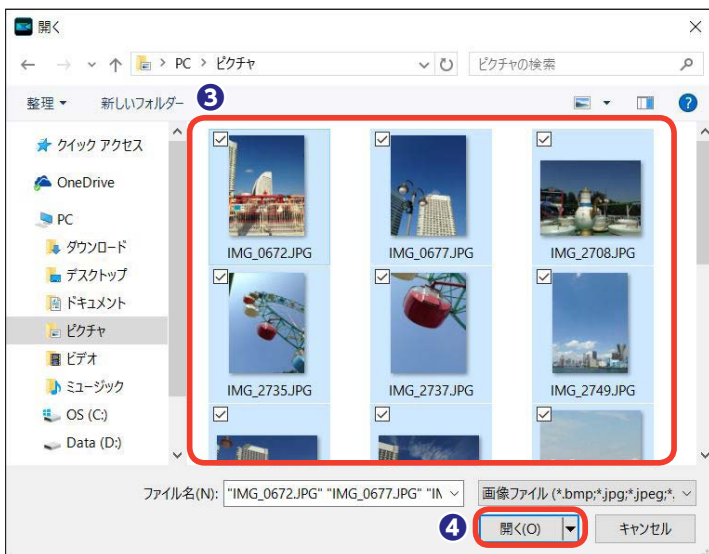 開く
PC > ピクチャ
ピクチャの検索
整理
新しいフォルダー
3
クイック アクセス
OneDrive
PC
ダウンロード
デスクトップ
ドキュメント
ピクチャ
ビデオ
ミュージック
OS (C:)
Data (D:)
IMG_0672.JPG
IMG_0677.JPG
IMG_2708.JPG
IMG_2735.JPG
IMG_2737.JPG
IMG_2749.JPG
ファイル名(N): "IMG_0672.JPG" "IMG_0677.JPG" "IN
画像ファイル (*.bmp;*.jpg;*.jpeg;*.
4
開く(O)
キャンセル